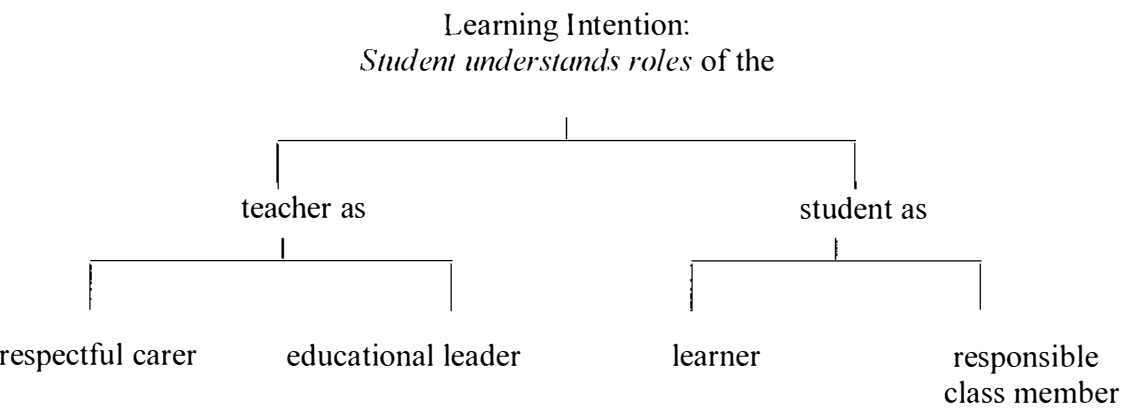 Learning Intention:
Student understands roles of the
teacher as
student as
respectful carer
educational leader
learner
responsible
class member